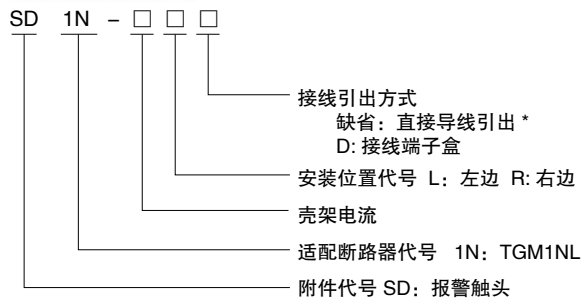 SD 1N - □ □ □
接线引出方式
缺省：直接导线引出 *
D: 接线端子盒
安装位置代号 L：左边 R: 右边
壳架电流
适配断路器代号 1N：TGM1NL
附件代号 SD：报警触头